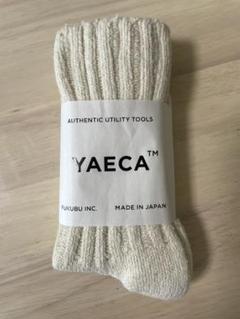 AUTHENTIC UTILITY TOOLS
YAECA™
FUKUBU INC. MADE IN JAPAN